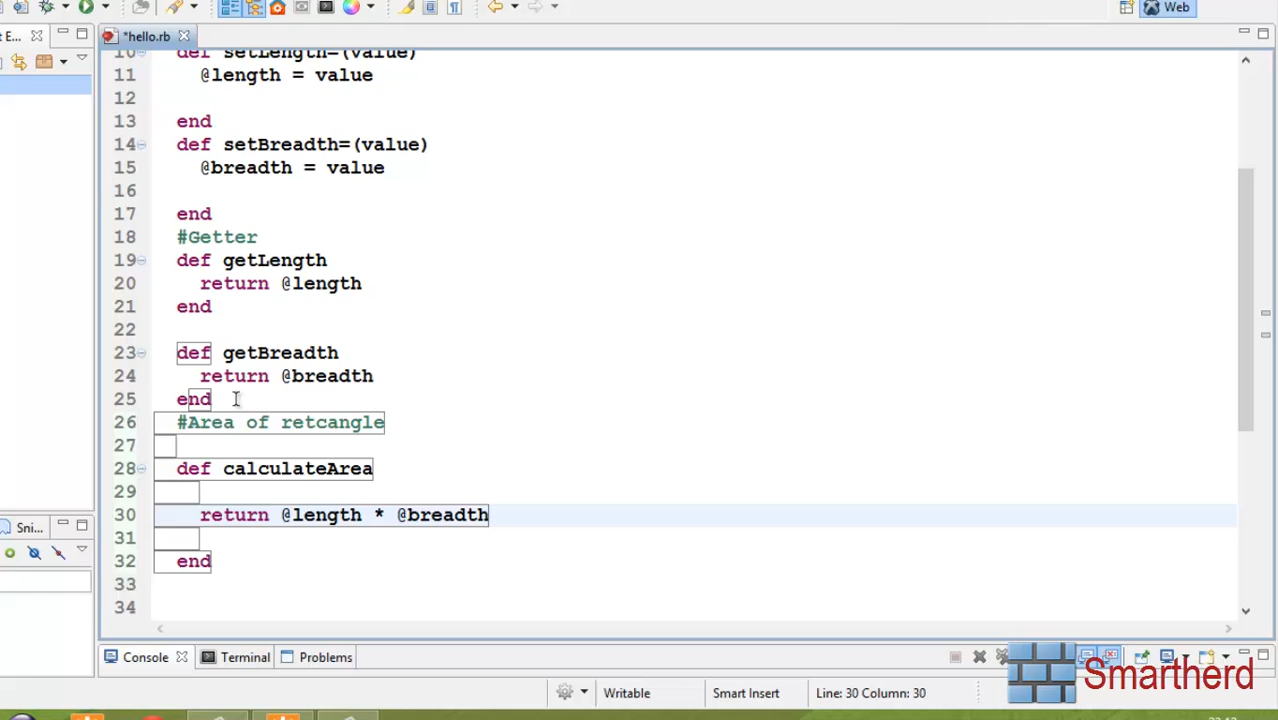 Web
E...
*hello.rb
10 def setLength=(value)
11 @length = value
12
13 end
14 def setBreadth=(value)
15 @breadth = value
16
17 end
18 #Getter
19 def getLength
20 return @length
21 end
22
23 def getBreadth
24 return @breadth
25 end
26 #Area of retcangle
27
28 def calculateArea
29
30 return @length * @breadth
31
32 end
33
34
Sni...
Console
Terminal
Problems
Smartherd
Writable
Smart Insert
Line: 30 Column: 30